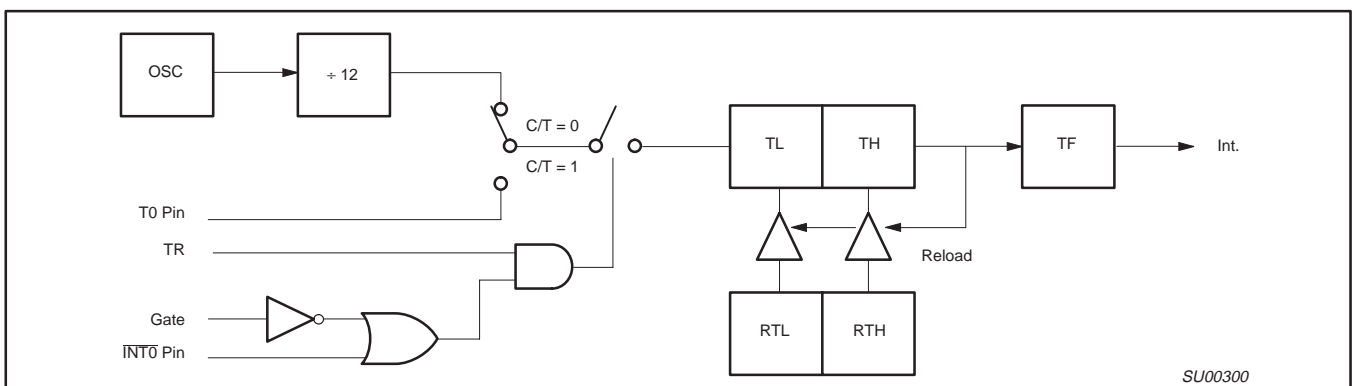 OSC
÷ 12
C/T = 0
C/T = 1
TL
TH
TF
Int.
T0 Pin
TR
Reload
Gate
INT0 Pin
RTL
RTH
SU00300